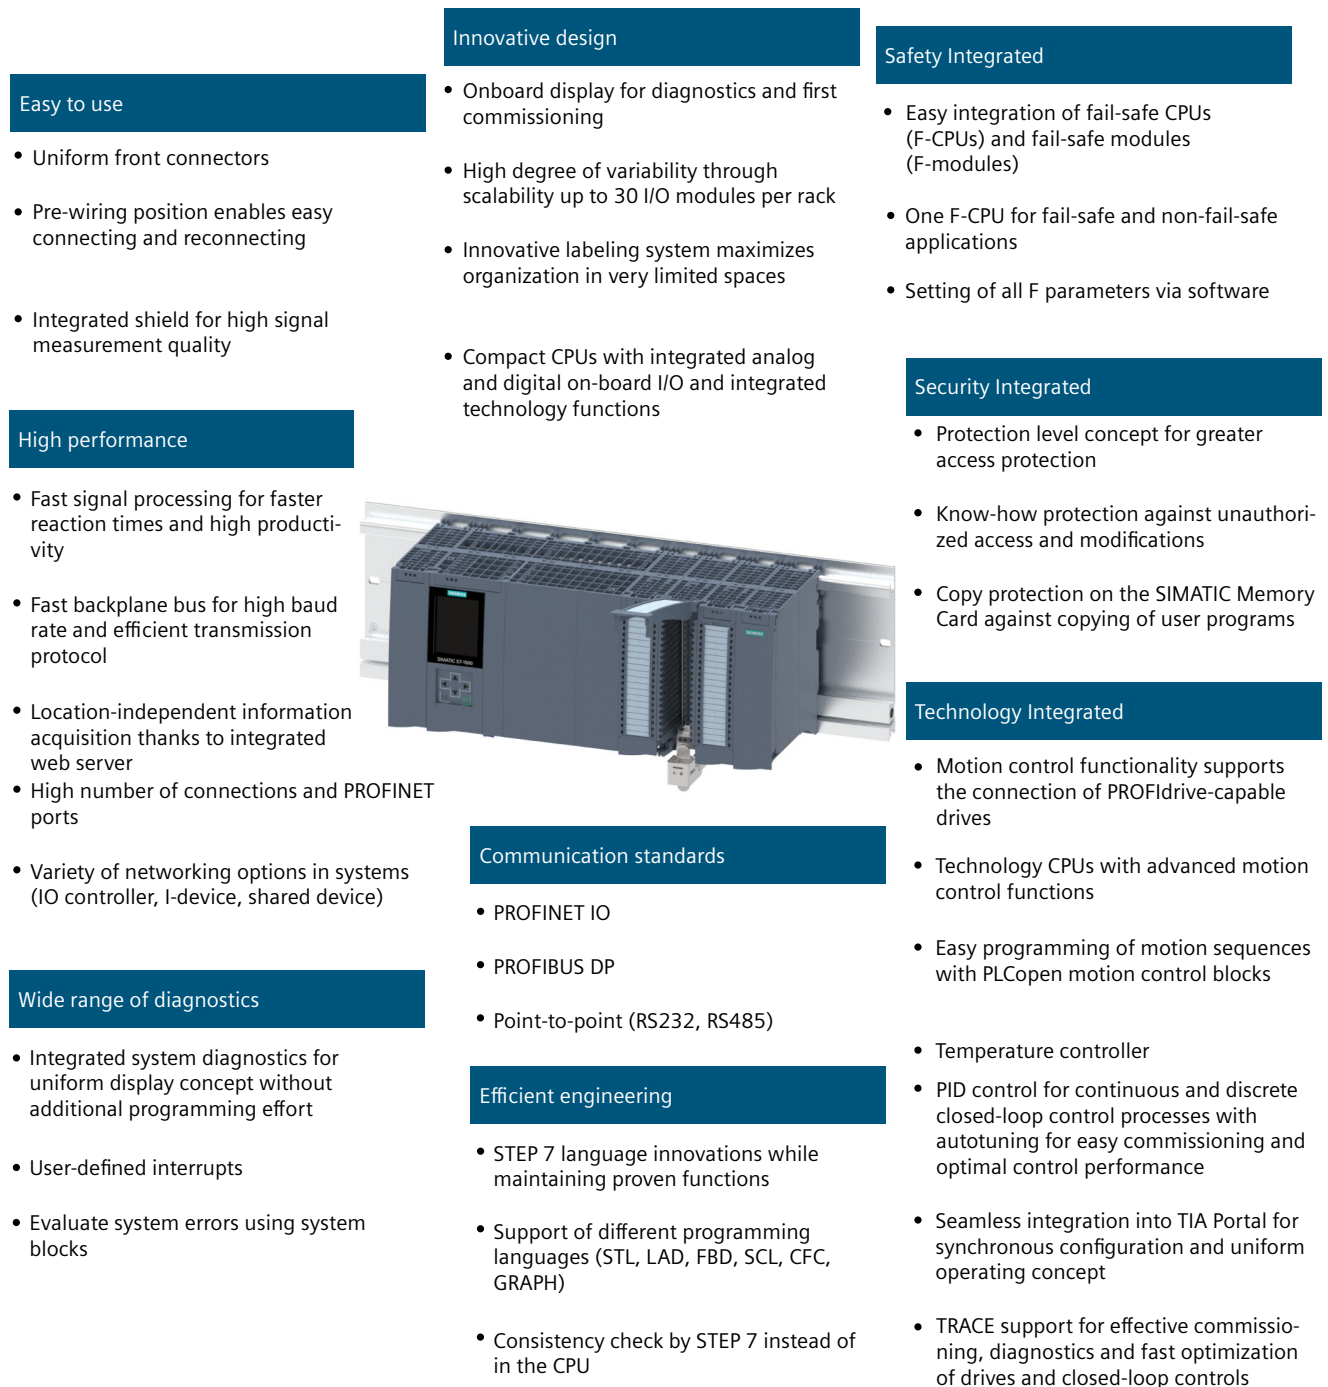 Easy to use
• Uniform front connectors
• Pre-wiring position enables easy
connecting and reconnecting
• Integrated shield for high signal
measurement quality
High performance
• Fast signal processing for faster
reaction times and high producti-
vity
• Fast backplane bus for high baud
rate and efficient transmission
protocol
• Location-independent information
acquisition thanks to integrated
web server
• High number of connections and PROFINET
ports
• Variety of networking options in systems
(IO controller, I-device, shared device)
Wide range of diagnostics
• Integrated system diagnostics for
uniform display concept without
additional programming effort
• User-defined interrupts
• Evaluate system errors using system
blocks
Innovative design
• Onboard display for diagnostics and first
commissioning
• High degree of variability through
scalability up to 30 I/O modules per rack
• Innovative labeling system maximizes
organization in very limited spaces
• Compact CPUs with integrated analog
and digital on-board I/O and integrated
technology functions
SIEMENS
SIMATIC S7-1500
SIEMENS
Communication standards
• PROFINET IO
• PROFIBUS DP
• Point-to-point (RS232, RS485)
Efficient engineering
• STEP 7 language innovations while
maintaining proven functions
• Support of different programming
languages (STL, LAD, FBD, SCL, CFC,
GRAPH)
• Consistency check by STEP 7 instead of
in the CPU
Safety Integrated
• Easy integration of fail-safe CPUs
(F-CPUs) and fail-safe modules
(F-modules)
• One F-CPU for fail-safe and non-fail-safe
applications
• Setting of all F parameters via software
Security Integrated
• Protection level concept for greater
access protection
• Know-how protection against unauthori-
zed access and modifications
• Copy protection on the SIMATIC Memory
Card against copying of user programs
Technology Integrated
• Motion control functionality supports
the connection of PROFIdrive-capable
drives
• Technology CPUs with advanced motion
control functions
• Easy programming of motion sequences
with PLCopen motion control blocks
• Temperature controller
• PID control for continuous and discrete
closed-loop control processes with
autotuning for easy commissioning and
optimal control performance
• Seamless integration into TIA Portal for
synchronous configuration and uniform
operating concept
• TRACE support for effective commissio-
ning, diagnostics and fast optimization
of drives and closed-loop controls